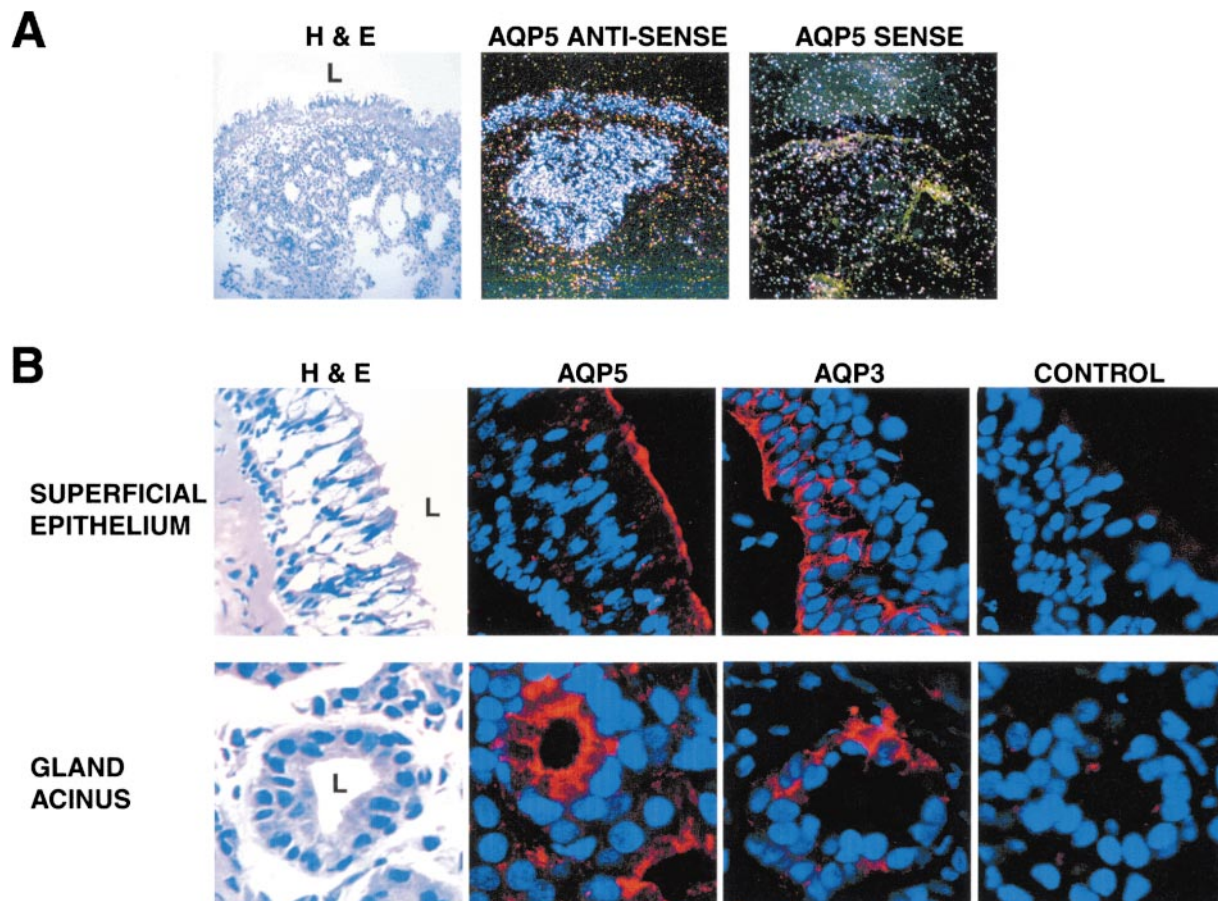 A
H & E
AQP5 ANTI-SENSE
AQP5 SENSE
L
B
H & E
AQP5
AQP3
CONTROL
SUPERFICIAL
EPITHELIUM
L
GLAND
ACINUS
L